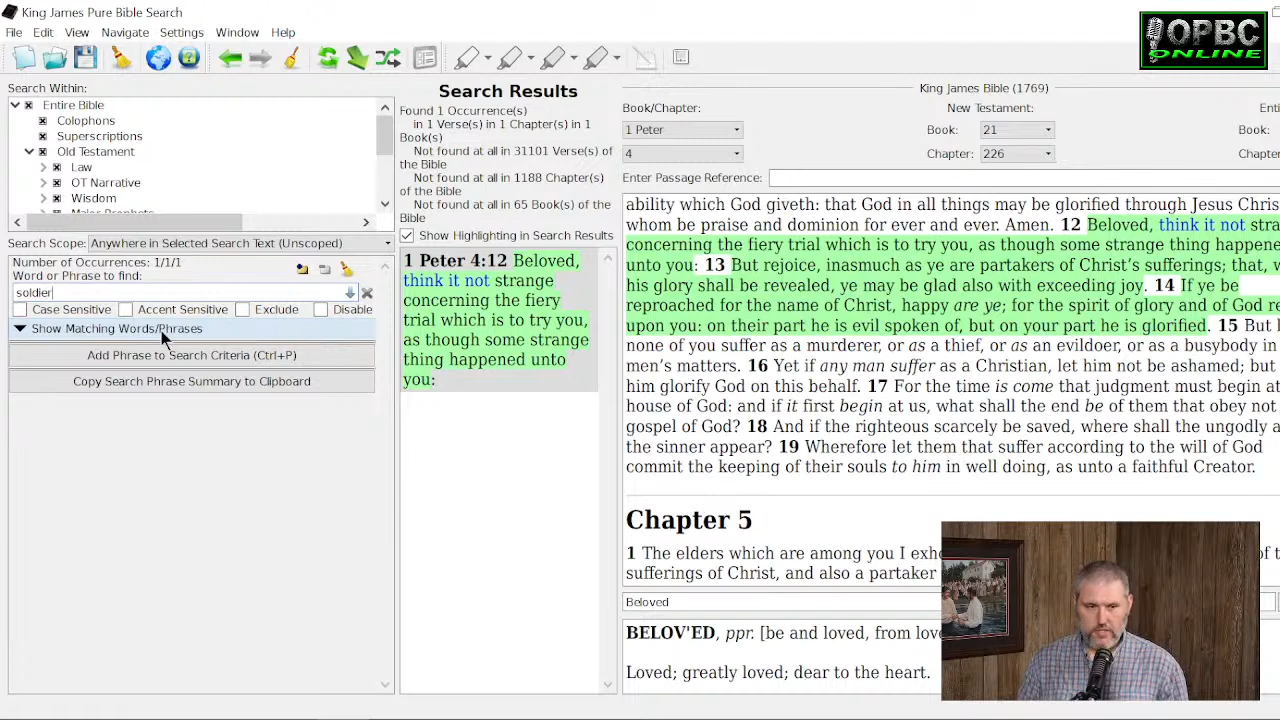 King James Pure Bible Search
File Edit View Navigate Settings Window Help
OPBC
ONLINE
Search Within:
Entire Bible
Colophons
Superscriptions
Old Testament
Law
OT Narrative
Wisdom
Search Scope: Anywhere in Selected Search Text (Unscoped)
Number of Occurrences: 1/1/1
Word or Phrase to find:
soldier
Case Sensitive Accent Sensitive Exclude Disable
Show Matching Words/Phrases
Add Phrase to Search Criteria (Ctrl+P)
Copy Search Phrase Summary to Clipboard
Search Results
Found 1 Occurrence(s)
in 1 Verse(s) in 1 Chapter(s) in 1
Book(s)
Not found at all in 31101 Verse(s) of
the Bible
Not found at all in 1188 Chapter(s)
of the Bible
Not found at all in 65 Book(s) of the
Bible
Show Highlighting in Search Results
1 Peter 4:12 Beloved,
think it not strange
concerning the fiery
trial which is to try you,
as though some strange
thing happened unto
you:
King James Bible (1769)
Book/Chapter: New Testament:
1 Peter Book: 21 Book:
4 Chapter: 226
Enter Passage Reference:
ability which God giveth: that God in all things may be glorified through Jesus
whom be praise and dominion for ever and ever. Amen. 12 Beloved, think it not
concerning the fiery trial which is to try you, as though some strange thing
unto you: 13 But rejoice, inasmuch as ye are partakers of Christ's sufferings; that,
his glory shall be revealed, ye may be glad also with exceeding joy. 14 If ye be
reproached for the name of Christ, happy are ye; for the spirit of glory and of God
upon you: on their part he is evil spoken of, but on your part he is glorified. 15 But
none of you suffer as a murderer, or as a thief, or as an evildoer, or as a busybody in
men's matters. 16 Yet if any man suffer as a Christian, let him not be ashamed; but
him glorify God on this behalf. 17 For the time is come that judgment must begin at
house of God: and if it first begin at us, what shall the end be of them that obey not
gospel of God? 18 And if the righteous scarcely be saved, where shall the ungodly
the sinner appear? 19 Wherefore let them that suffer according to the will of God
commit the keeping of their souls to him in well doing, as unto a faithful Creator.
Chapter 5
1 The elders which are among you I
sufferings of Christ, and also a partaker
Beloved
BELOV'ED, ppr. [be and loved, from
Loved; greatly loved; dear to the heart.